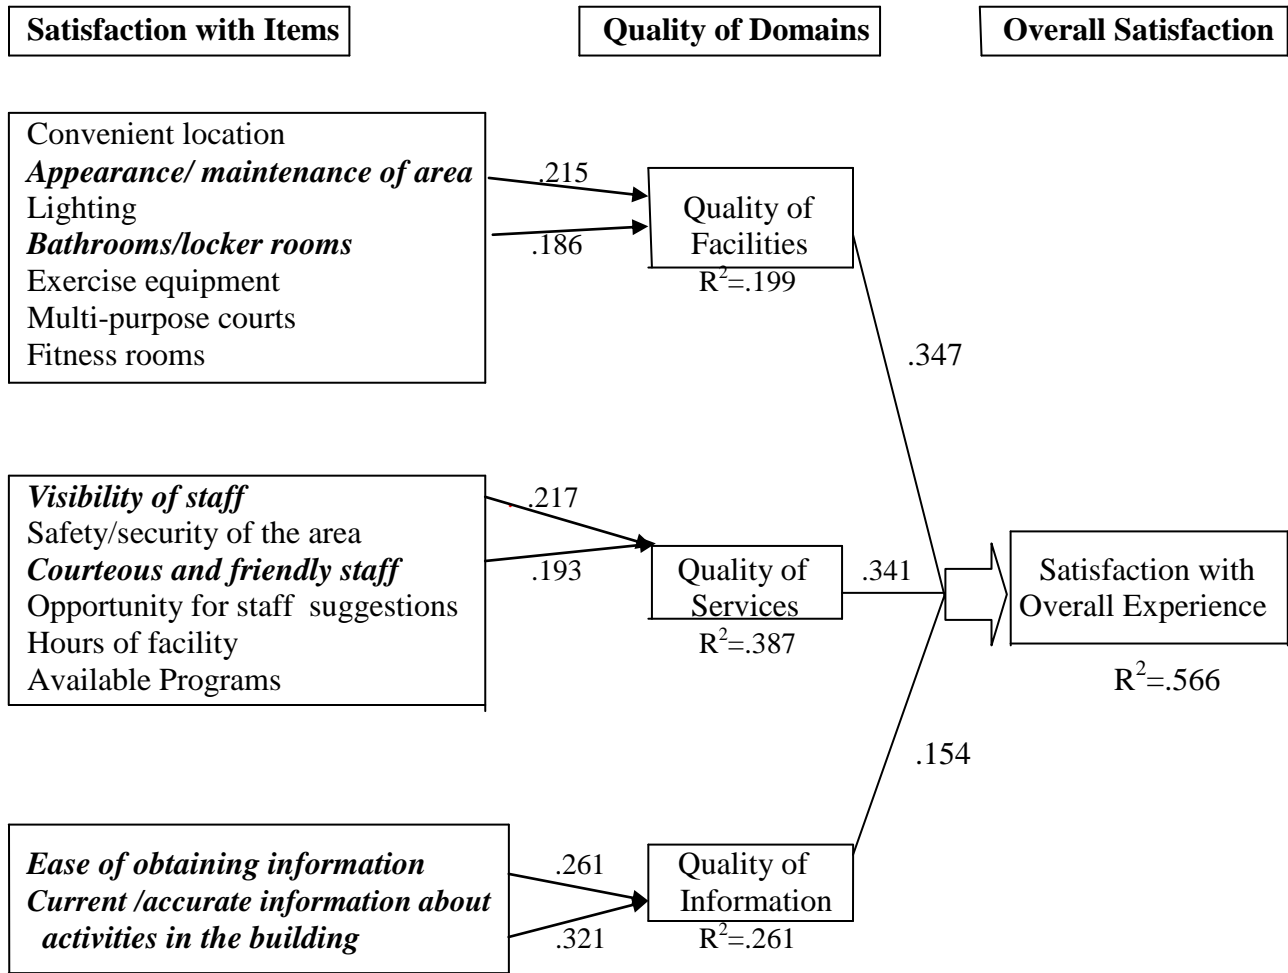 Satisfaction with Items
Quality of Domains
Overall Satisfaction
Convenient location
Appearance/ maintenance of area
Lighting
Bathrooms/locker rooms
Exercise equipment
Multi-purpose courts
Fitness rooms
.215
.186
Quality of
Facilities
R²=.199
.347
Visibility of staff
Safety/security of the area
Courteous and friendly staff
Opportunity for staff suggestions
Hours of facility
Available Programs
.217
.193
Quality of
Services
R²=.387
.341
Satisfaction with
Overall Experience
R²=.566
.154
Ease of obtaining information
Current /accurate information about
activities in the building
.261
.321
Quality of
Information
R²=.261